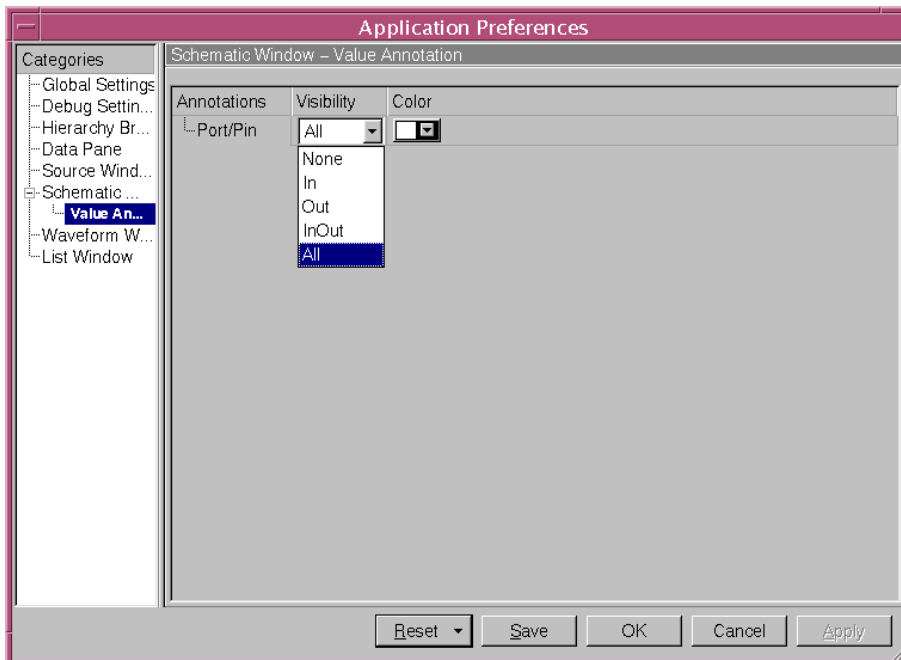 Application Preferences
Categories
Global Settings
Debug Settin...
Hierarchy Br...
Data Pane
Source Wind...
Schematic ...
Value An...
Waveform W...
List Window
Schematic Window – Value Annotation
Annotations Visibility Color
Port/Pin All
None
In
Out
InOut
All
Reset Save OK Cancel Apply